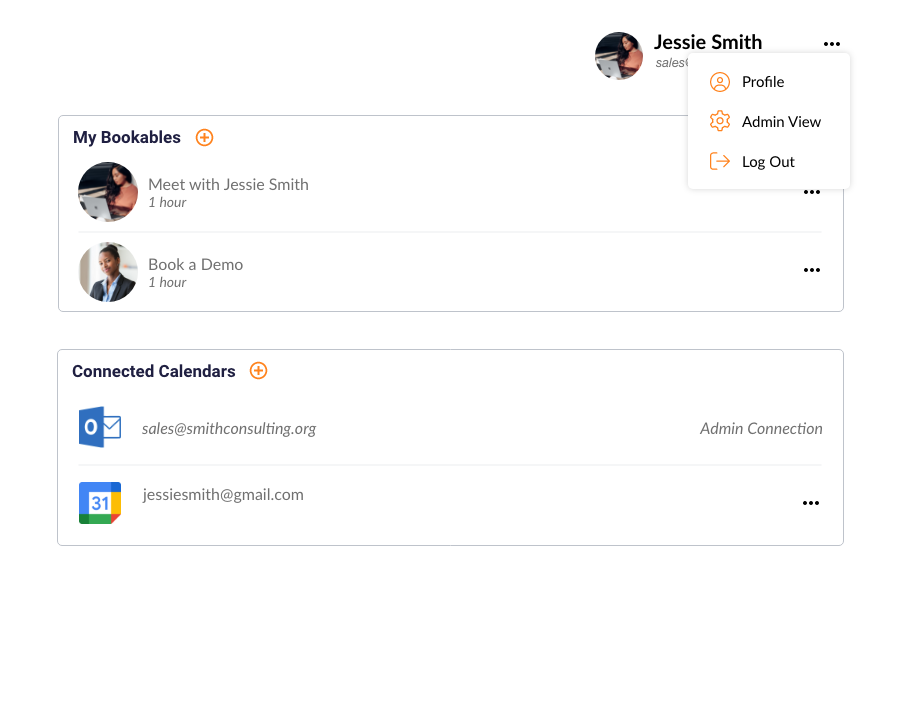 Jessie Smith
sales
Profile
Admin View
Log Out
My Bookables
Meet with Jessie Smith
1 hour
Book a Demo
1 hour
Connected Calendars
sales@smithconsulting.org
Admin Connection
31
jessiesmith@gmail.com